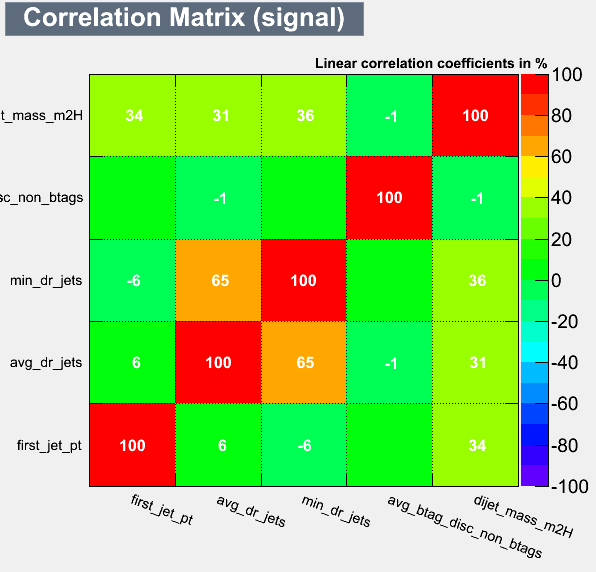 Correlation Matrix (signal)
Linear correlation coefficients in %
t_mass_m2H 34 31 36 -1 100
sc_non_btags -1 100 -1
min_dr_jets -6 65 100 36
avg_dr_jets 6 100 65 -1 31
first_jet_pt 100 6 -6 34
first_jet_pt avg_dr_jets min_dr_jets avg_btag_disc_non_btags dijet_mass_m2H
100
80
60
40
20
0
-20
-40
-60
-80
-100